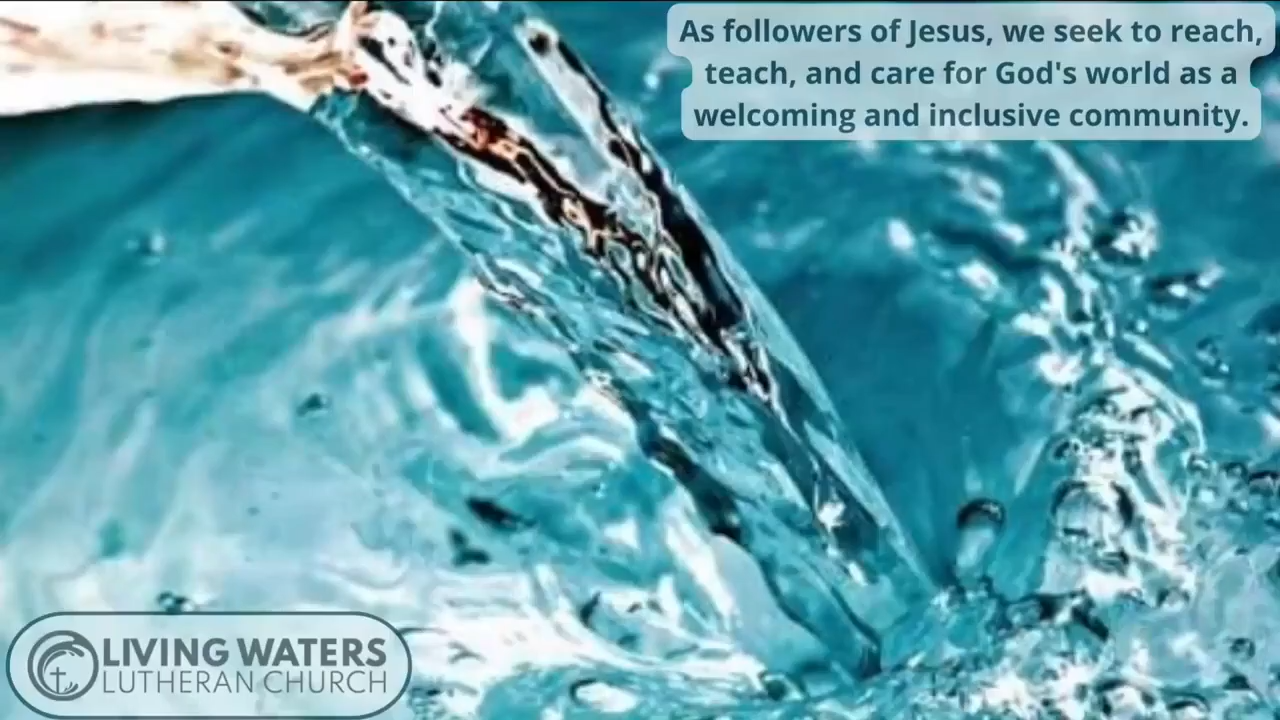 As followers of Jesus, we seek to reach,
teach, and care for God's world as a
welcoming and inclusive community.
LIVING WATERS
LUTHERAN CHURCH